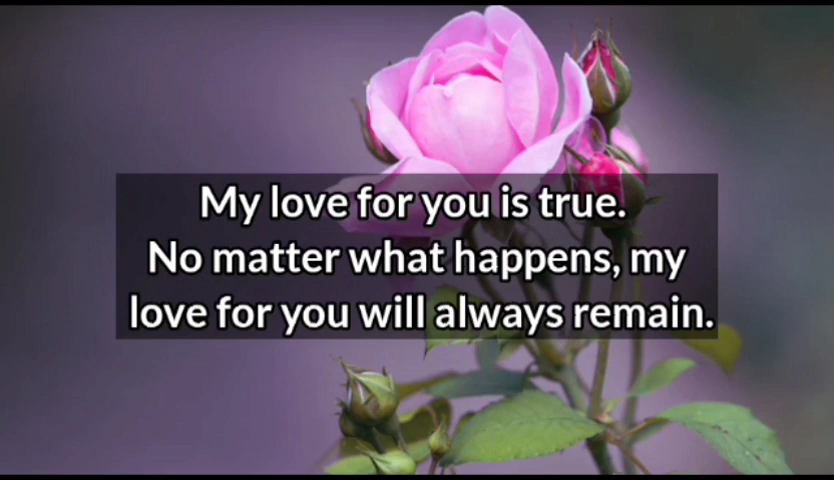 My love for you is true.
No matter what happens, my
love for you will always remain.